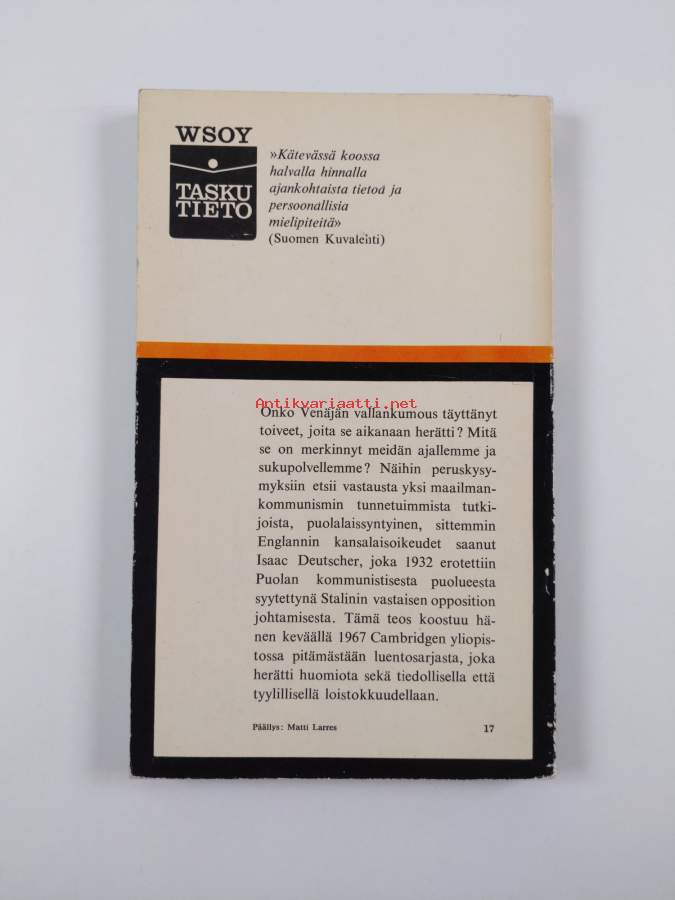 WSOY
TASKU
TIETO
»Kätevässä koossa
halvalla hinnalla
ajankohtaista tietoa ja
persoonallisia
mielipiteitä»
(Suomen Kuvalehti)
Antikvariaatti.net
Onko Venäjän vallankumous täyttänyt
toiveet, joita se aikanaan herätti? Mitä
se on merkinnyt meidän ajallemme ja
sukupolvellemme? Näihin peruskysy-
myksiin etsii vastausta yksi maailman-
kommunismin tunnetuimmista tutki-
joista, puolalaissyntyinen, sittemmin
Englannin kansalaisoikeudet saanut
Isaac Deutscher, joka 1932 erotettiin
Puolan kommunistisesta puolueesta
syytettynä Stalinin vastaisen opposition
johtamisesta. Tämä teos koostuu hä-
nen keväällä 1967 Cambridgen yliopis-
tossa pitämästään luentosarjasta, joka
herätti huomiota sekä tiedollisella että
tyylillisellä loistokkuudellaan.
Päällys: Matti Larres 17